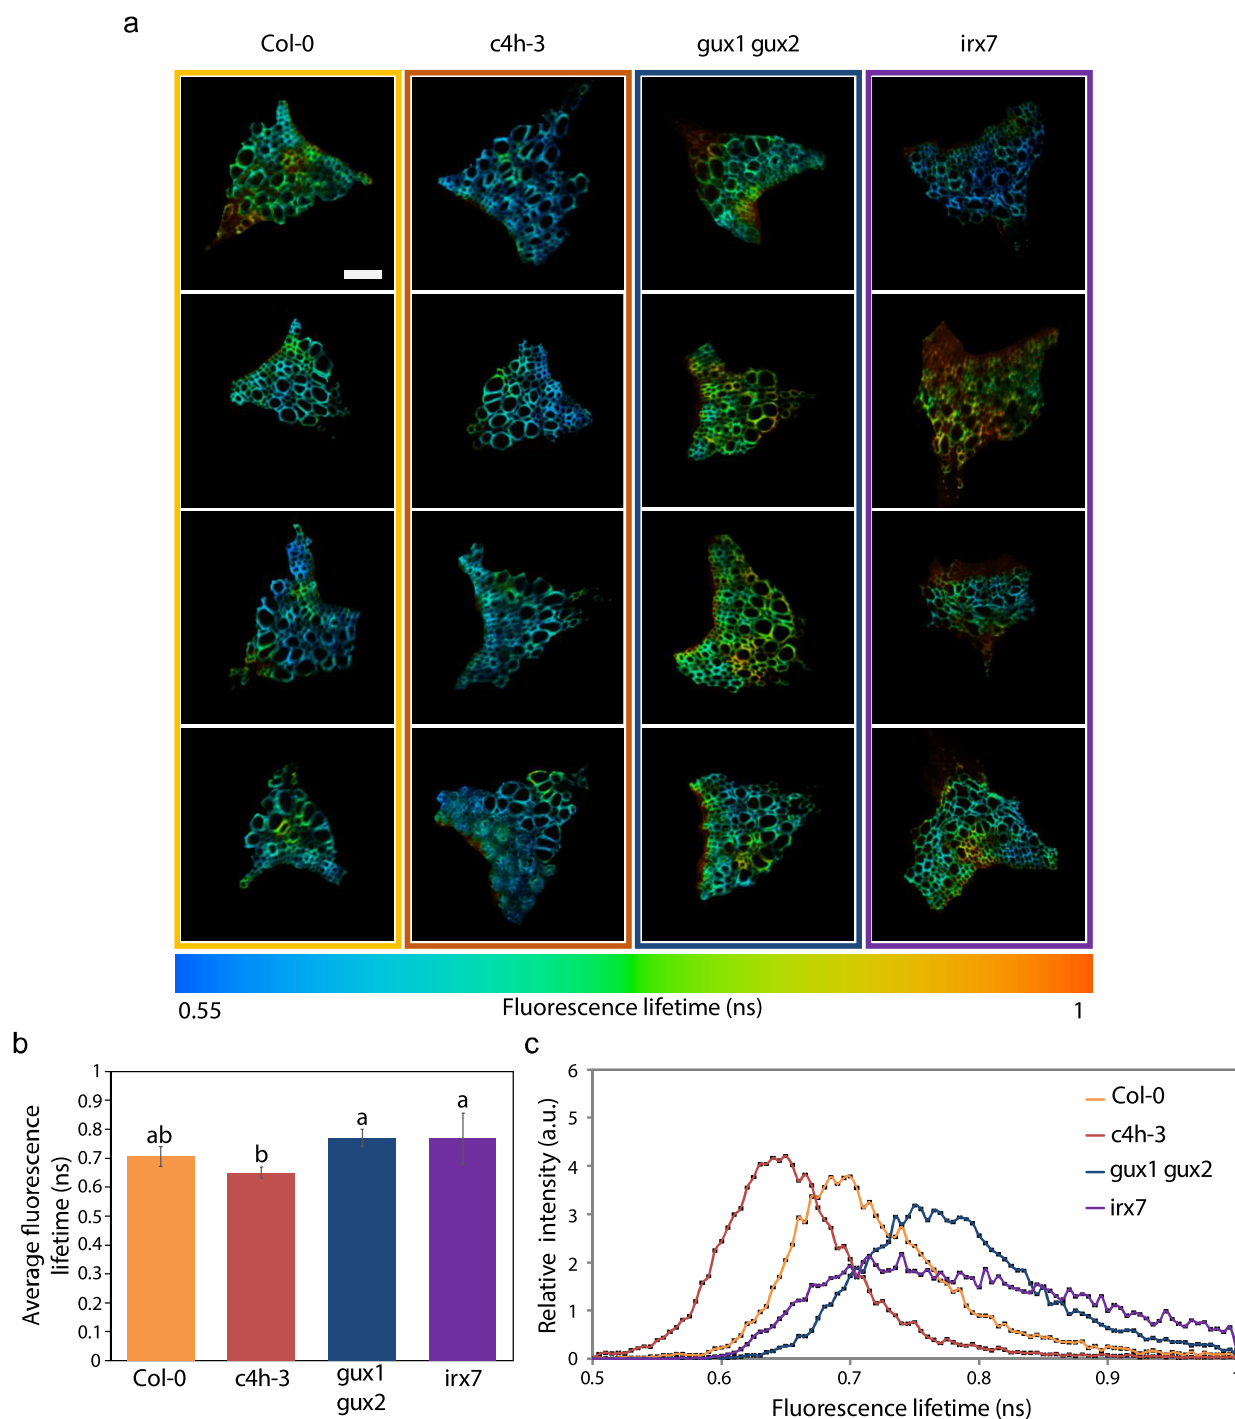 a
Col-0
c4h-3
gux1 gux2
irx7
0.55
Fluorescence lifetime (ns)
1
b
Average fluorescence
lifetime (ns)
1
0.9
0.8
0.7
0.6
0.5
0.4
0.3
0.2
0.1
0
ab
b
a
a
Col-0
c4h-3
gux1
gux2
irx7
c
Relative intensity (a.u.)
6
5
4
3
2
1
0
Col-0
c4h-3
gux1 gux2
irx7
0.5
0.6
0.7
0.8
0.9
Fluorescence lifetime (ns)